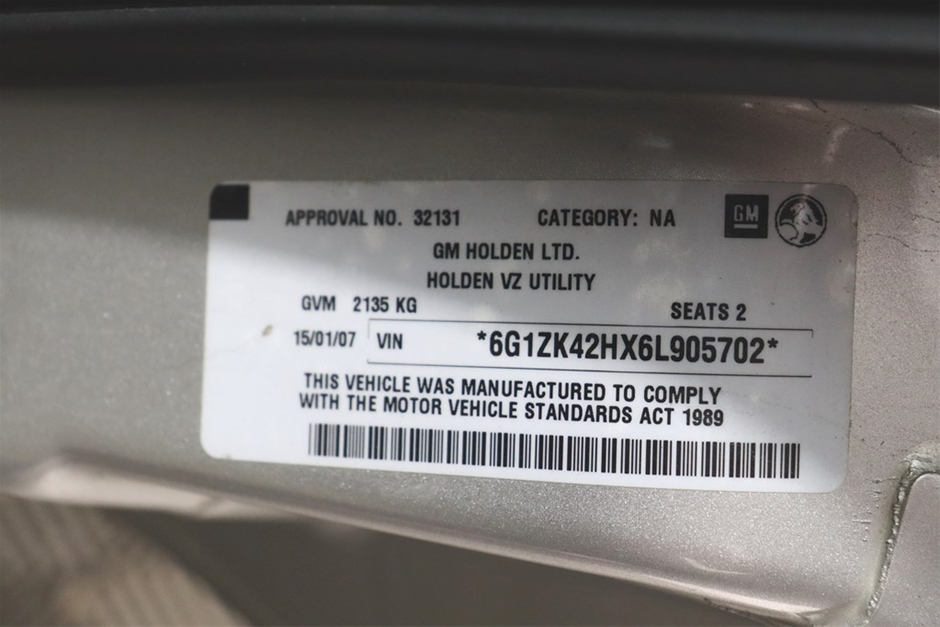 APPROVAL NO. 32131 CATEGORY: NA GM
GM HOLDEN LTD.
HOLDEN VZ UTILITY
GVM 2135 KG SEATS 2
15/01/07 VIN *6G1ZK42HX6L905702*
THIS VEHICLE WAS MANUFACTURED TO COMPLY
WITH THE MOTOR VEHICLE STANDARDS ACT 1989